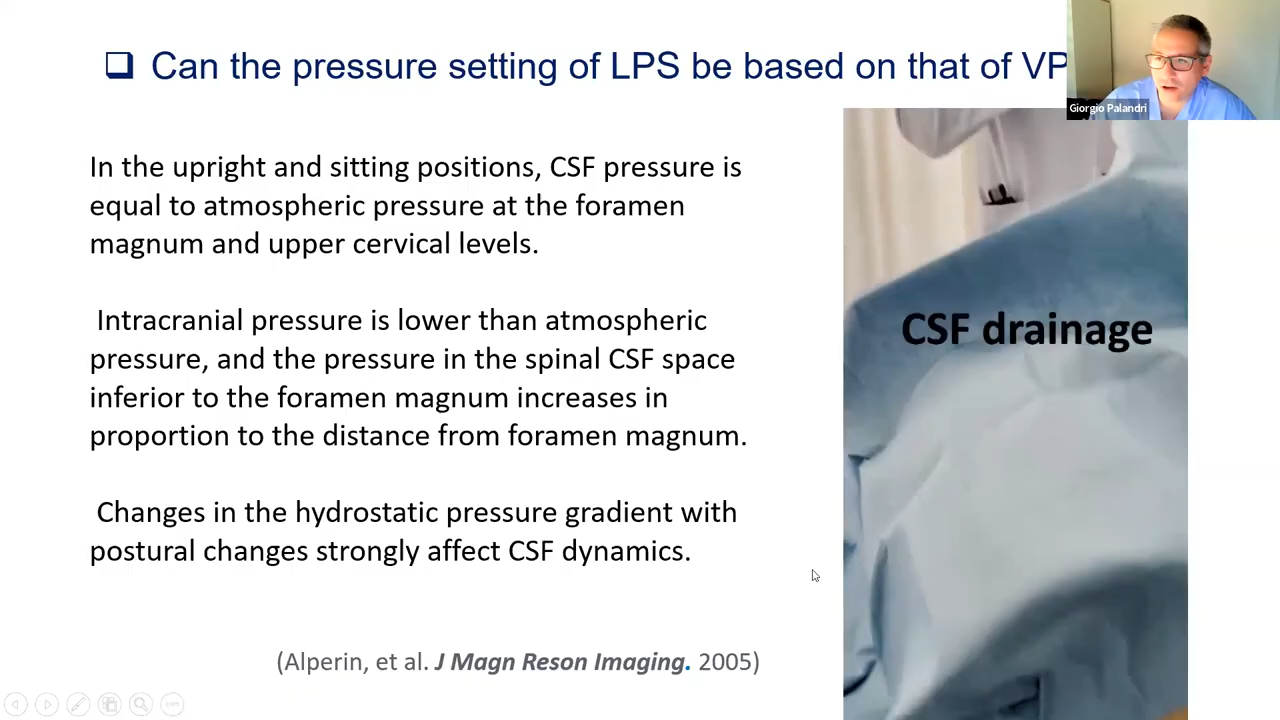 Can the pressure setting of LPS be based on that of VP
Giorgio Palandri
In the upright and sitting positions, CSF pressure is
equal to atmospheric pressure at the foramen
magnum and upper cervical levels.
Intracranial pressure is lower than atmospheric
pressure, and the pressure in the spinal CSF space
inferior to the foramen magnum increases in
proportion to the distance from foramen magnum.
Changes in the hydrostatic pressure gradient with
postural changes strongly affect CSF dynamics.
(Alperin, et al. J Magn Reson Imaging. 2005)
CSF drainage